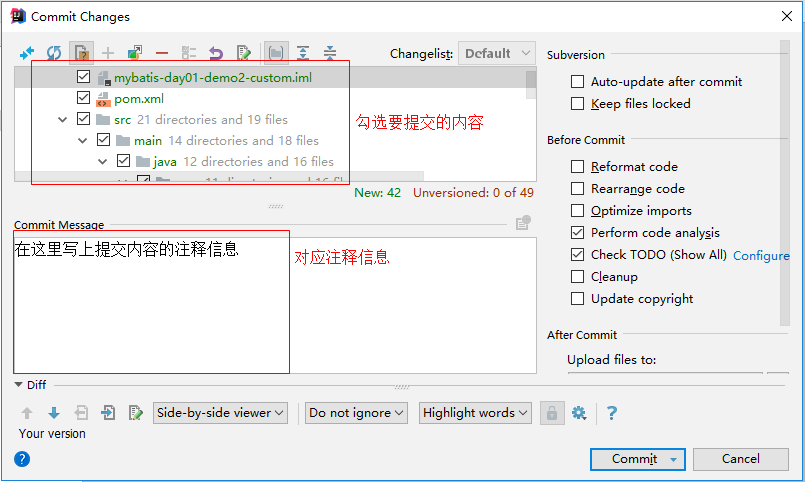 Commit Changes
Changelist: Default
mybatis-day01-demo2-custom.iml
pom.xml
src 21 directories and 19 files
main 14 directories and 18 files
java 12 directories and 16 files
勾选要提交的内容
New: 42 Unversioned: 0 of 49
Commit Message
在这里写上提交内容的注释信息
对应注释信息
Subversion
Auto-update after commit
Keep files locked
Before Commit
Reformat code
Rearrange code
Optimize imports
Perform code analysis
Check TODO (Show All) Configure
Cleanup
Update copyright
After Commit
Upload files to:
Diff
Side-by-side viewer
Do not ignore
Highlight words
Your version
Commit
Cancel